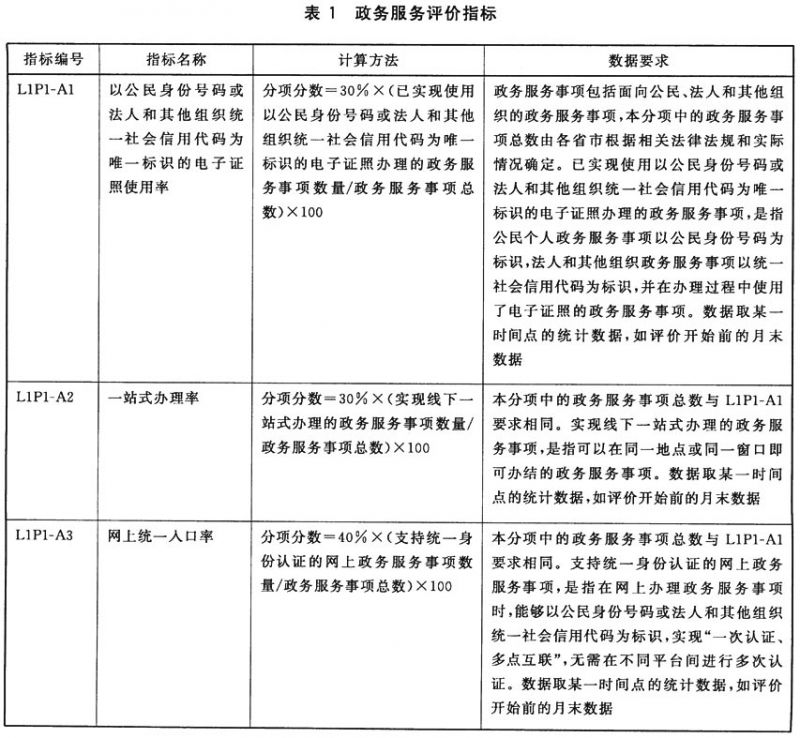 表 1 政务服务评价指标
指标编号
指标名称
计算方法
数据要求
L1P1-A1
以公民身份号码或
法人和其他组织统
一社会信用代码为
唯一标识的电子证
照使用率
分项分数=30%×(已实现使用
以公民身份号码或法人和其他
组织统一社会信用代码为唯一
标识的电子证照办理的政务服
务事项数量/政务服务事项总
数)×100
政务服务事项包括面向公民、法人和其他组
织的政务服务事项,本分项中的政务服务事
项总数由各省市根据相关法律法规和实际
情况确定。已实现使用以公民身份号码或
法人和其他组织统一社会信用代码为唯一
标识的电子证照办理的政务服务事项,是指
公民个人政务服务事项以公民身份号码为
标识,法人和其他组织政务服务事项以统一
社会信用代码为标识,并在办理过程中使用
了电子证照的政务服务事项。数据取某一
时间点的统计数据,如评价开始前的月末
数据
L1P1-A2
一站式办理率
分项分数=30%×(实现线下一
站式办理的政务服务事项数量/
政务服务事项总数)×100
本分项中的政务服务事项总数与 L1P1-A1
要求相同。实现线下一站式办理的政务服
务事项,是指可以在同一地点或同一窗口即
可办结的政务服务事项。数据取某一时间
点的统计数据,如评价开始前的月末数据
L1P1-A3
网上统一入口率
分项分数=40%×(支持统一身
份认证的网上政务服务事项数
量/政务服务事项总数)×100
本分项中的政务服务事项总数与 L1P1-A1
要求相同。支持统一身份认证的网上政务
服务事项,是指在网上办理政务服务事项
时,能够以公民身份号码或法人和其他组织
统一社会信用代码为标识,实现“一次认证、
多点互联”,无需在不同平台间进行多次认
证。数据取某一时间点的统计数据,如评价
开始前的月末数据